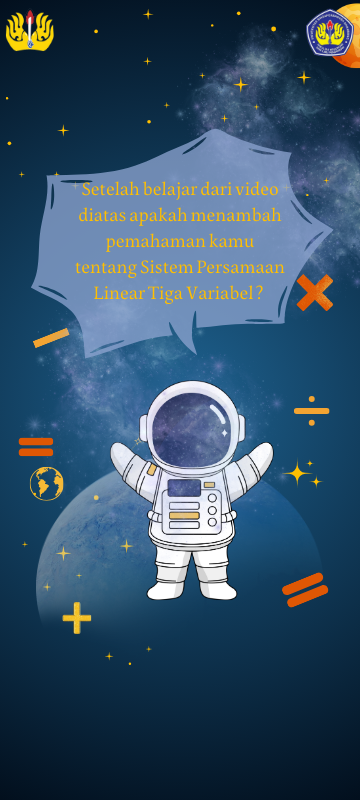 Setelah belajar dari video
diatas apakah menambah
pemahaman kamu
tentang Sistem Persamaan
Linear Tiga Variabel?